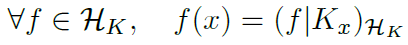 ∀f ∈ ℋ_K, f(x) = (f|K_x)_{ℋ_K}